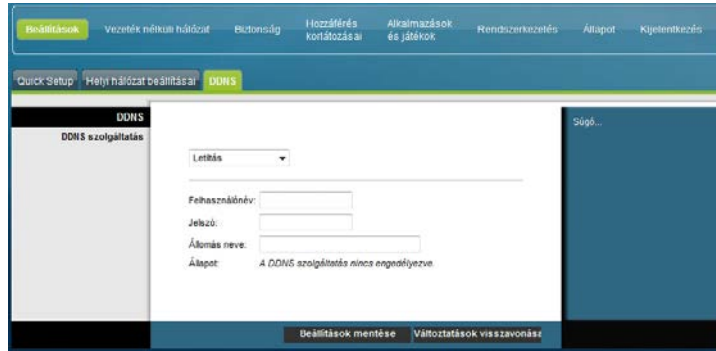 Beállítások Vezeték nélküli hálózat Biztonság Hozzáférés korlátozásai Alkalmazások és játékok Rendszerkezelés Állapot Kijelentkezés
Quick Setup Helyi hálózat beállításai DDNS
DDNS
DDNS szolgáltatás
Súgó...
Letiltás
Felhasználónév:
Jelszó:
Állomás neve:
Állapot: A DDNS szolgáltatás nincs engedélyezve.
Beállítások mentése Változtatások visszavonása